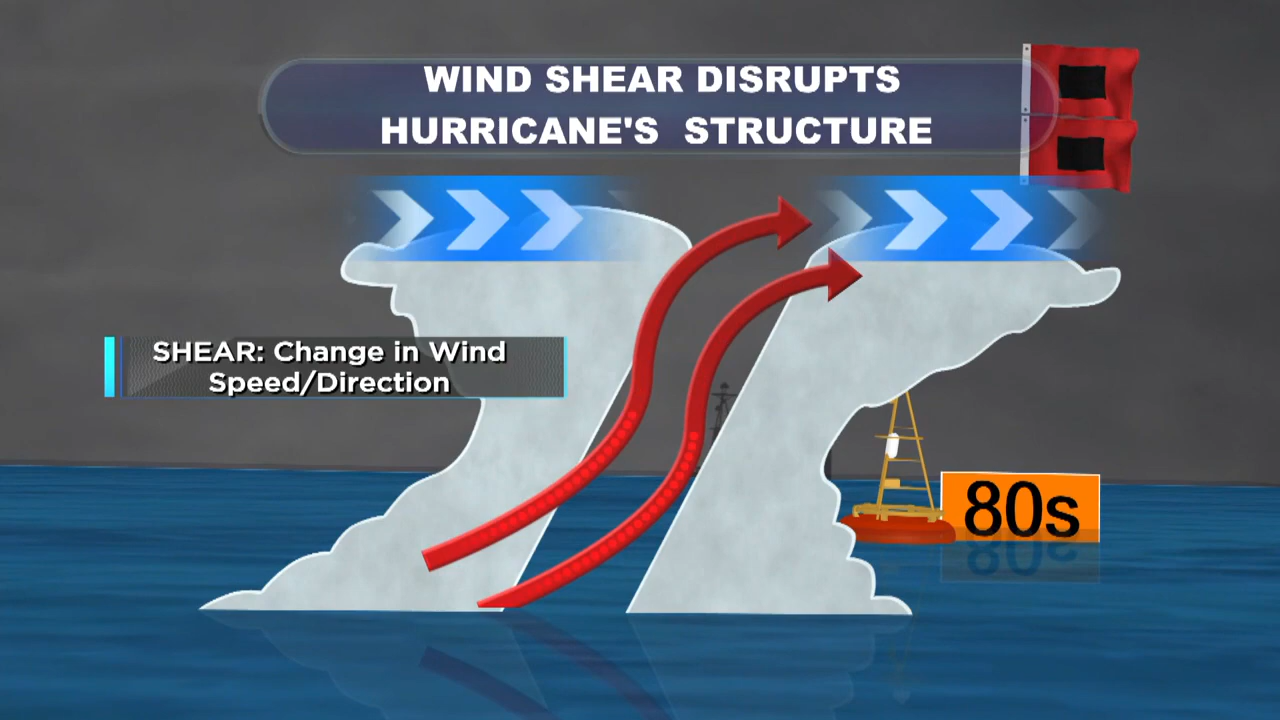 WIND SHEAR DISRUPTS
HURRICANE'S STRUCTURE
SHEAR: Change in Wind
Speed/Direction
80s